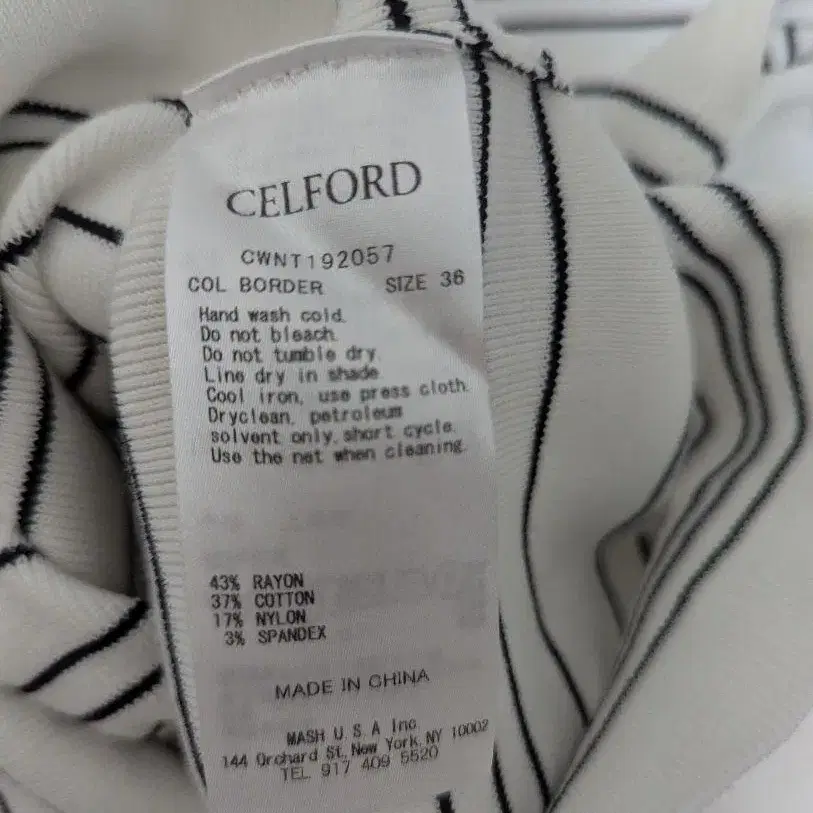 CELFORD
CWNT192057
COL BORDER SIZE 36
Hand wash cold.
Do not bleach.
Do not tumble dry.
Line dry in shade
Cool iron, use press cloth.
Dryclean, petroleum
solvent only, short cycle.
Use the net when cleaning.
43% RAYON
37% COTTON
17% NYLON
3% SPANDEX
MADE IN CHINA
MASH U.S.A Inc.
144 Orchard St, New York, NY 10002
TEL 917 409 5520